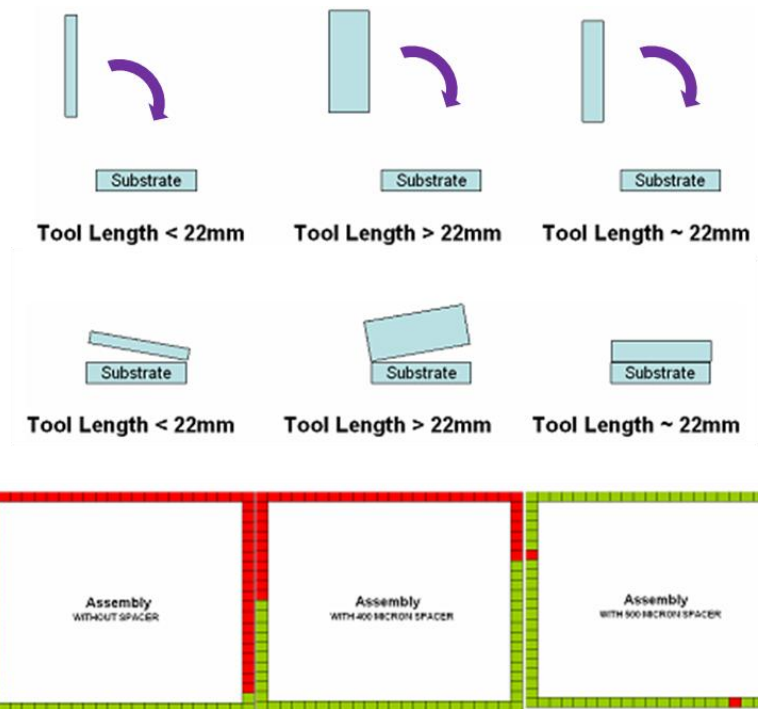 Substrate Substrate Substrate
Tool Length < 22mm Tool Length > 22mm Tool Length ~ 22mm
Substrate Substrate Substrate
Tool Length < 22mm Tool Length > 22mm Tool Length ~ 22mm
Assembly
WITHOUT SPACER
Assembly
WITH 400 MICRON SPACER
Assembly
WITH 500 MICRON SPACER